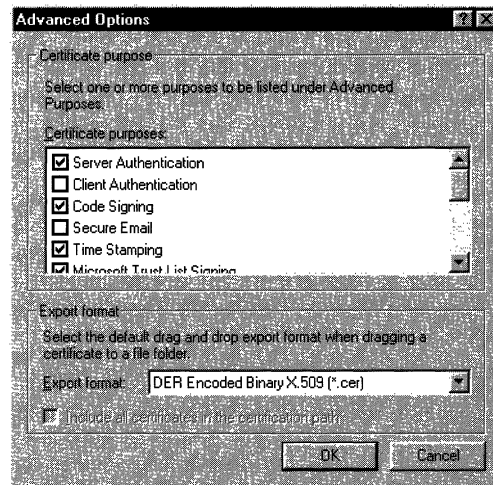 Advanced Options
Certificate purpose
Select one or more purposes to be listed under Advanced
Purposes.
Certificate purposes:
Server Authentication
Client Authentication
Code Signing
Secure Email
Time Stamping
Microsoft Trust List Signing
Export format
Select the default drag and drop export format when dragging a
certificate to a file folder.
Export format: DER Encoded Binary X.509 (*.cer)
Include all certificates in the certification path
OK Cancel